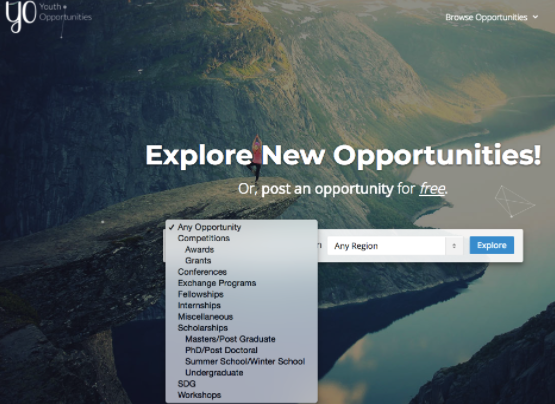 yo Youth
Opportunities
Browse Opportunities
Explore New Opportunities!
Or, post an opportunity for free.
✓ Any Opportunity
Competitions
Awards
Grants
Conferences
Exchange Programs
Fellowships
Internships
Miscellaneous
Scholarships
Masters/Post Graduate
PhD/Post Doctoral
Summer School/Winter School
Undergraduate
SDG
Workshops
Any Region
Explore